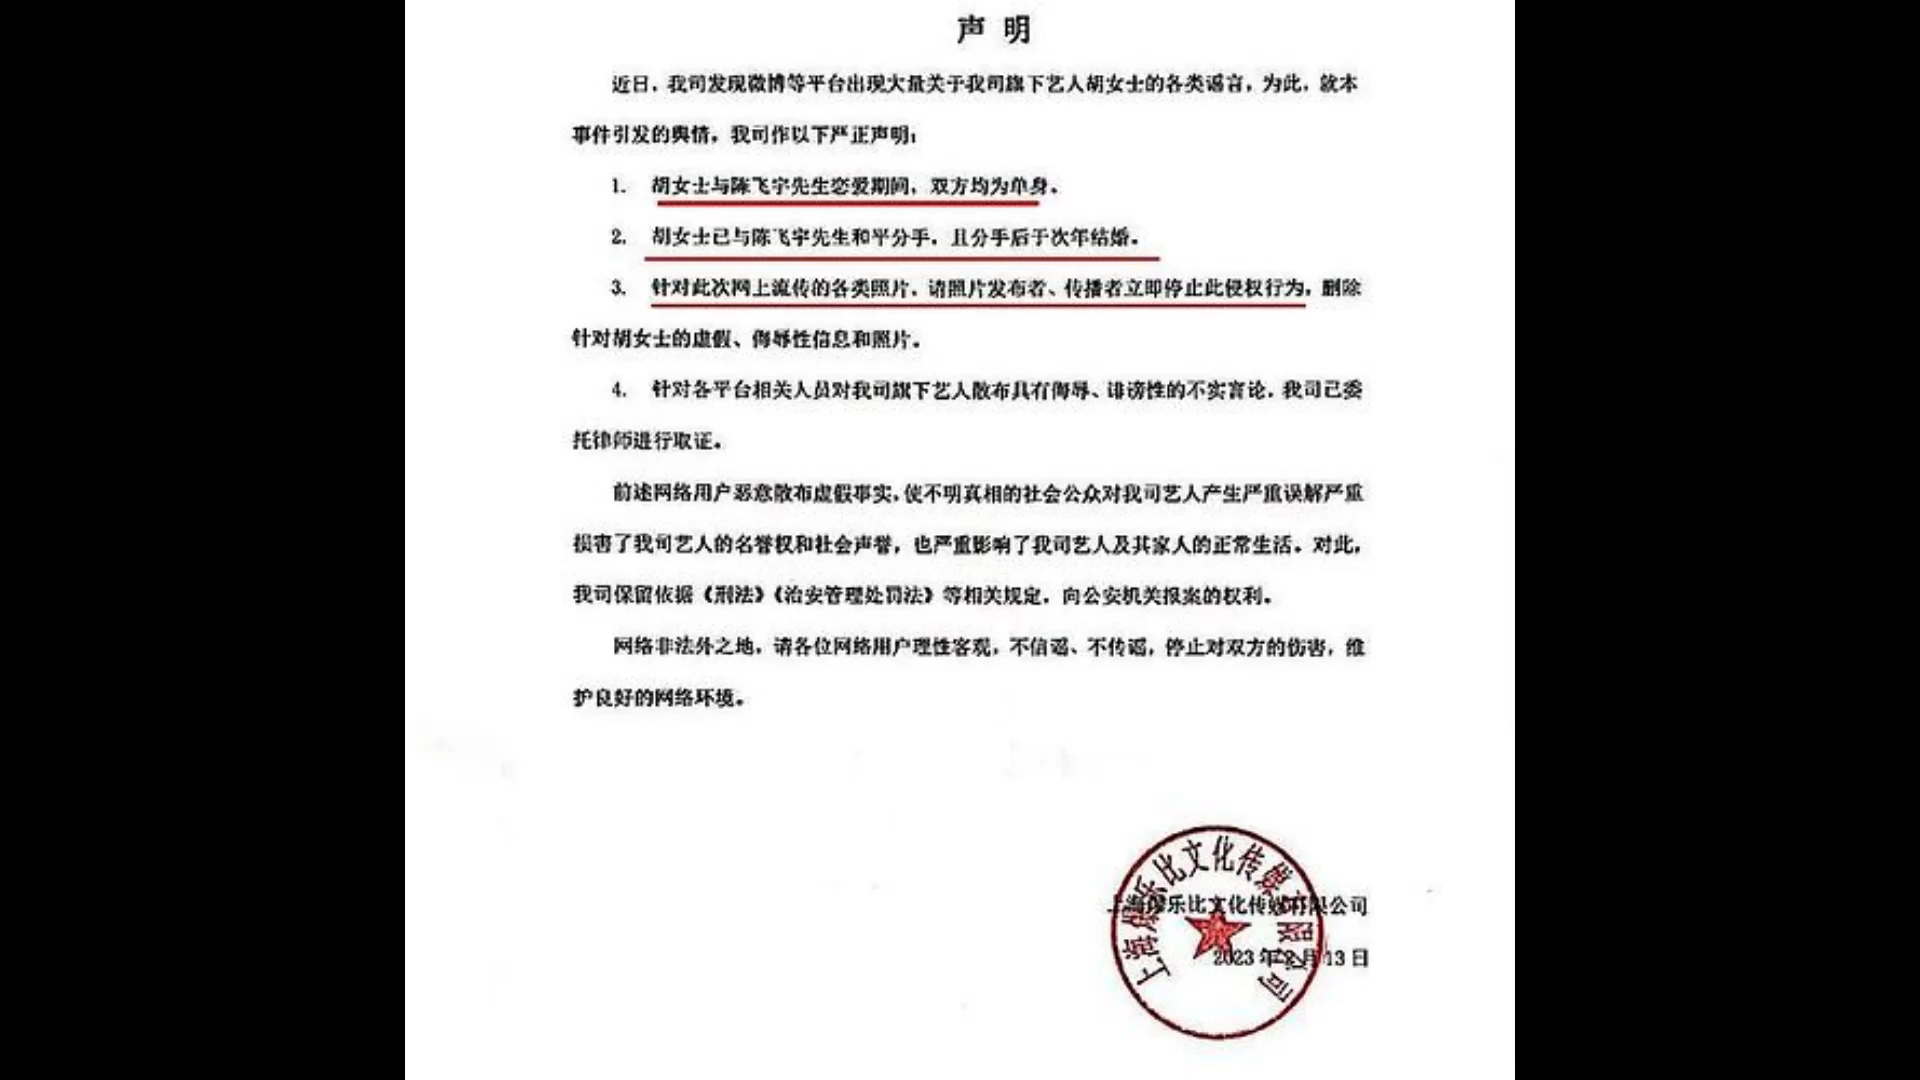 声 明
近日，我司发现微博等平台出现大量关于我司旗下艺人胡女士的各类谣言，为此，就本
事件引发的舆情，我司作以下严正声明：
1. 胡女士与陈飞宇先生恋爱期间，双方均为单身。
2. 胡女士已与陈飞宇先生和平分手，且分手后于次年结婚。
3. 针对此次网上流传的各类照片，请照片发布者、传播者立即停止此侵权行为，删除
针对胡女士的虚假、侮辱性信息和照片。
4. 针对各平台相关人员对我司旗下艺人散布具有侮辱、诽谤性的不实言论，我司已委
托律师进行取证。
前述网络用户恶意散布虚假事实，使不明真相的社会公众对我司艺人产生严重误解严重
损害了我司艺人的名誉权和社会声誉，也严重影响了我司艺人及其家人的正常生活。对此，
我司保留依据《刑法》《治安管理处罚法》等相关规定，向公安机关报案的权利。
网络非法外之地，请各位网络用户理性客观，不信谣、不传谣，停止对双方的伤害，维
护良好的网络环境。
上海 乐比文化传媒有限公司
2023 年 月 13 日
上海 乐比文化传媒有限公司